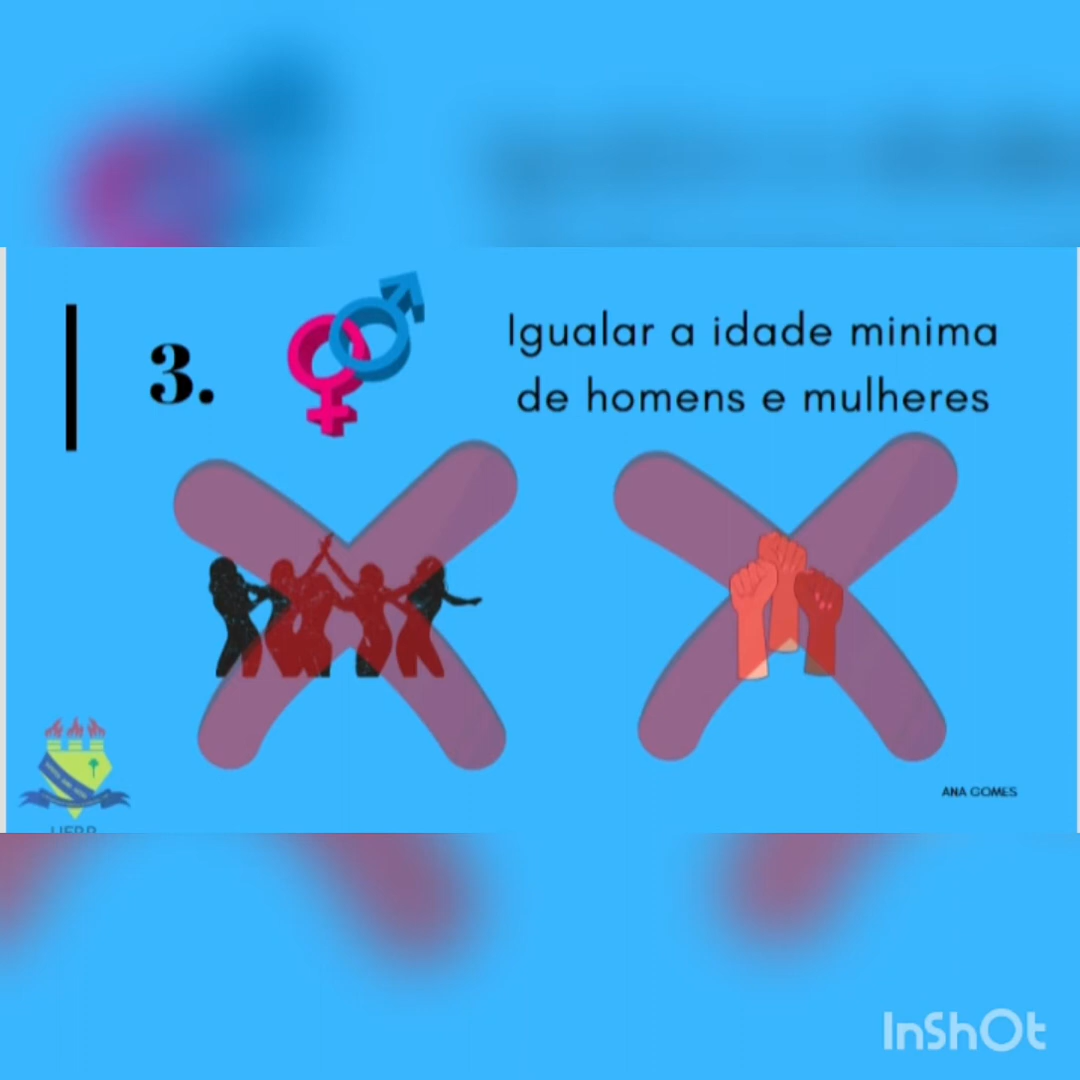 3.
Igualar a idade minima
de homens e mulheres
ANA GOMES
InShOt